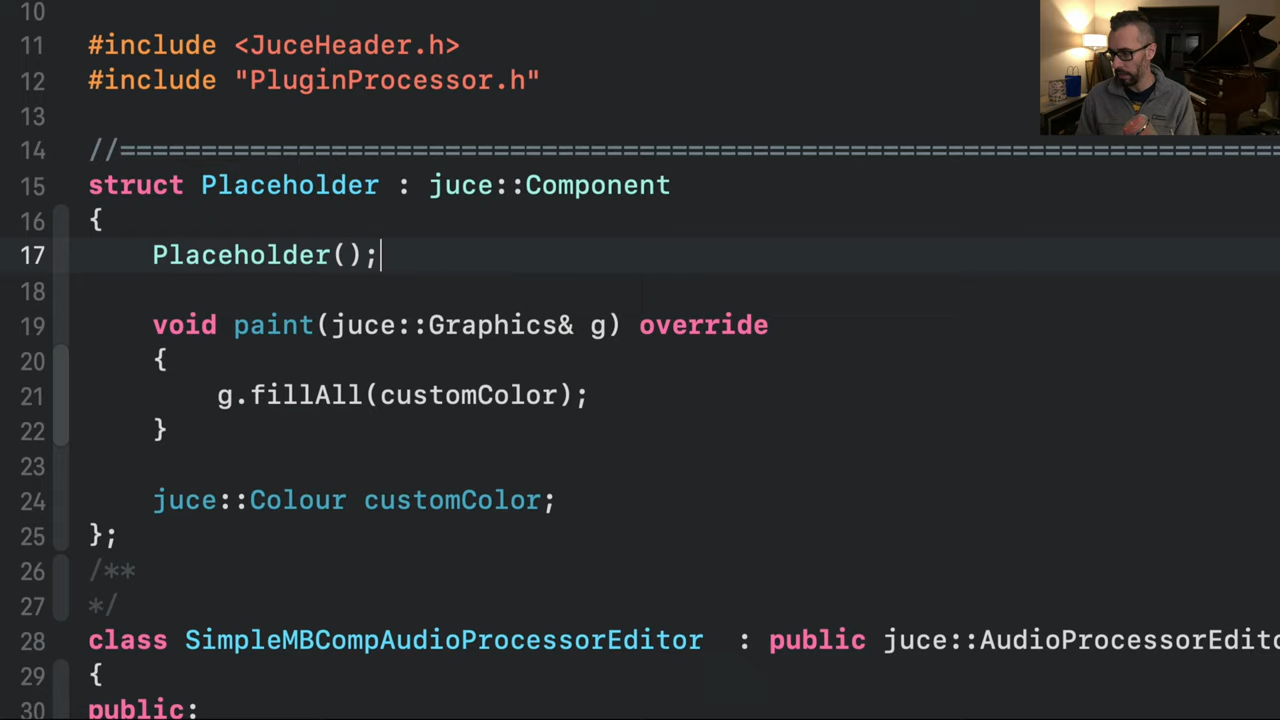 10
11 #include <JuceHeader.h>
12 #include "PluginProcessor.h"
13
14 //==============================================================================
15 struct Placeholder : juce::Component
16 {
17     Placeholder();
18
19     void paint(juce::Graphics& g) override
20     {
21         g.fillAll(customColor);
22     }
23
24     juce::Colour customColor;
25 };
26 /**
27 */
28 class SimpleMBCompAudioProcessorEditor  : public juce::AudioProcessorEdito
29 {
30 public: